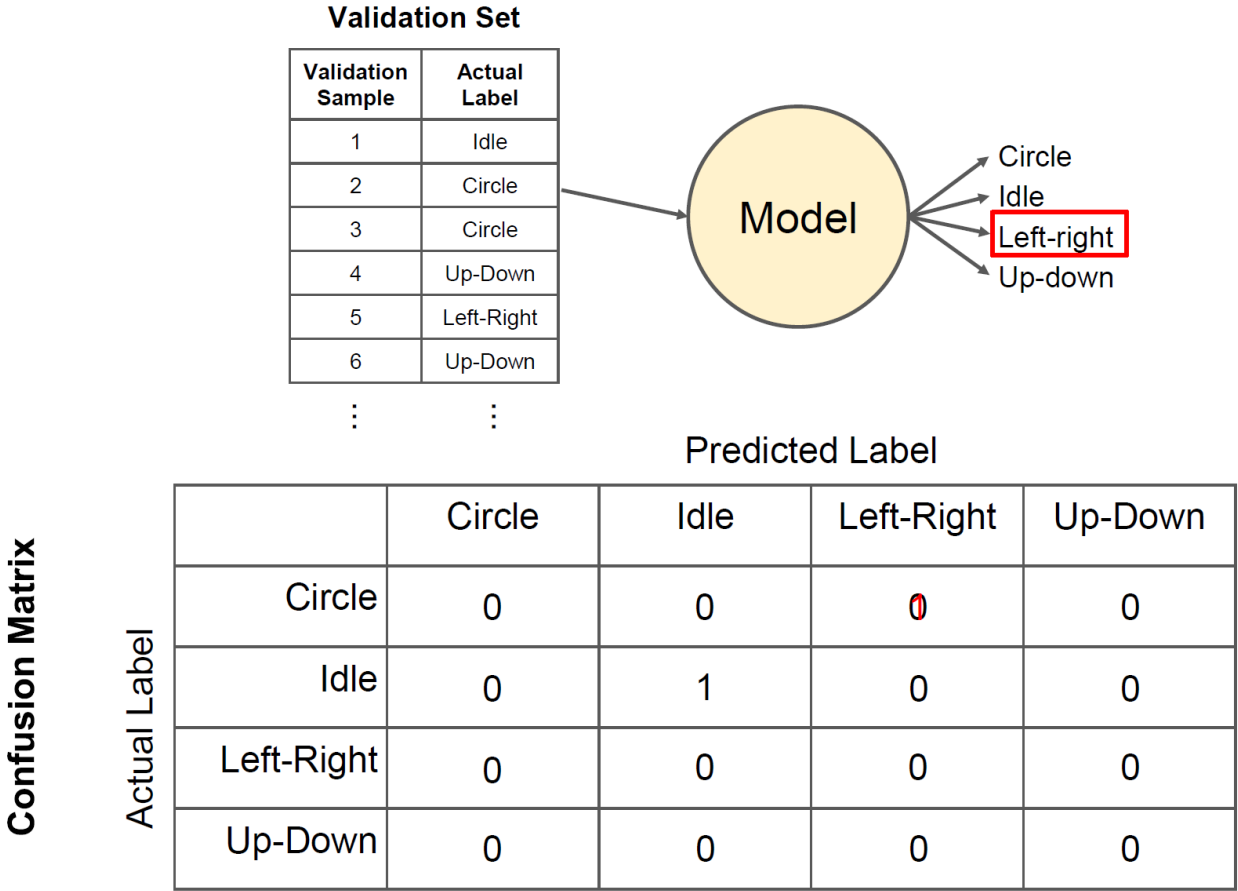 Validation Set
Validation Sample Actual Label
1 Idle
2 Circle
3 Circle
4 Up-Down
5 Left-Right
6 Up-Down
⋮ ⋮
Model
Circle
Idle
Left-right
Up-down
Confusion Matrix
Predicted Label
Actual Label
Circle Idle Left-Right Up-Down
Circle 0 0 1 0
Idle 0 1 0 0
Left-Right 0 0 0 0
Up-Down 0 0 0 0